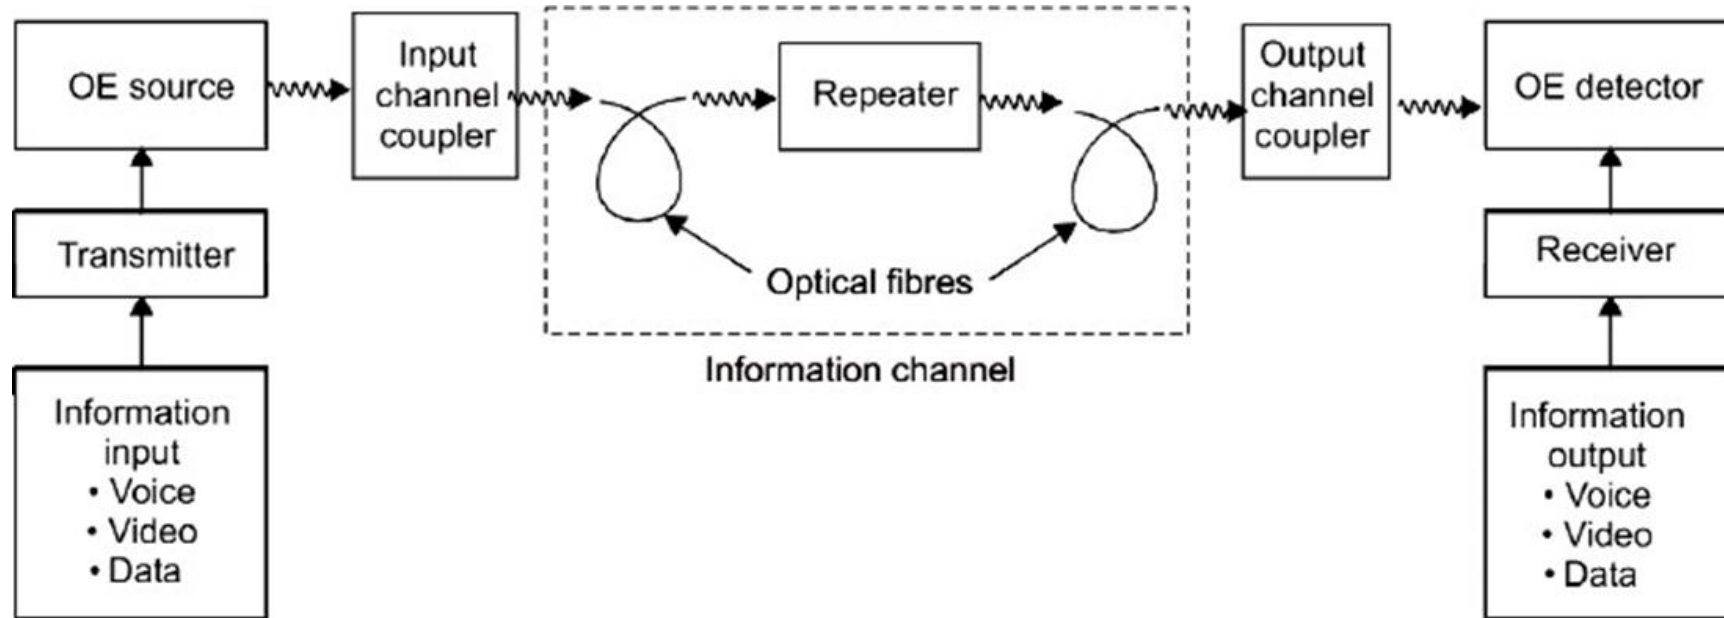 OE source
Input
channel
coupler
Repeater
Output
channel
coupler
OE detector
Transmitter
Optical fibres
Receiver
Information channel
Information
input
• Voice
• Video
• Data
Information
output
• Voice
• Video
• Data